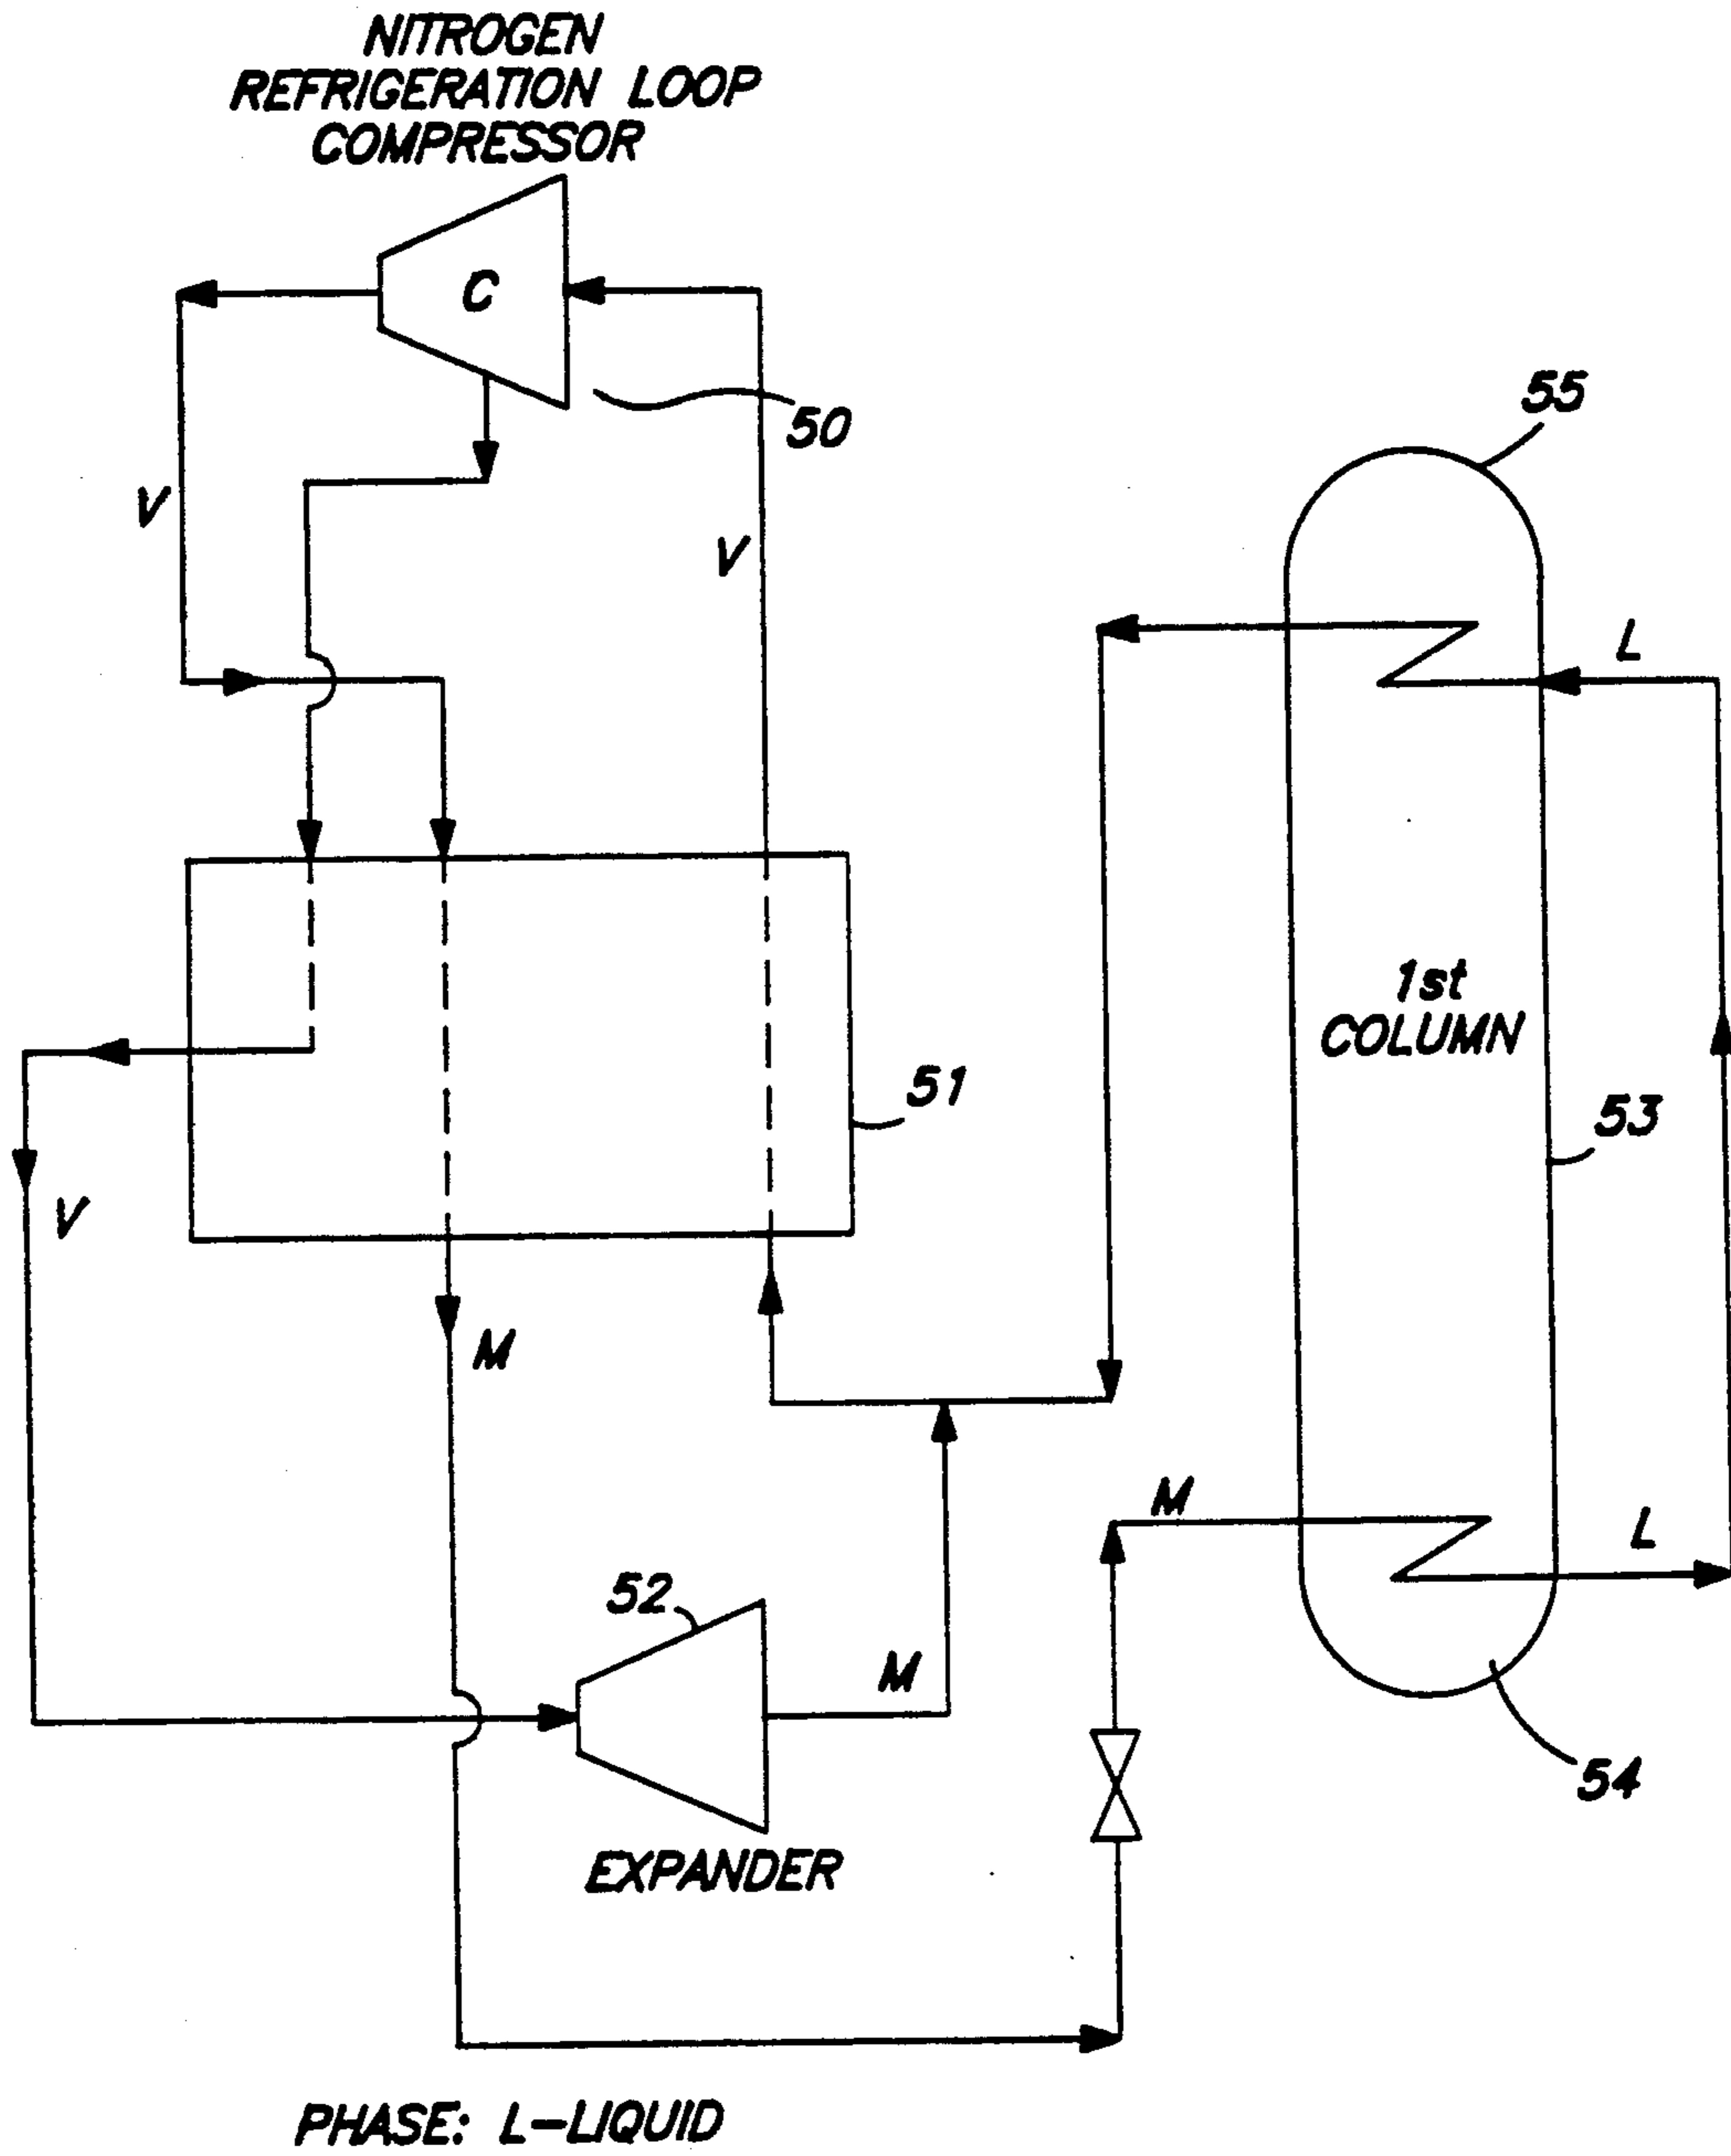 NITROGEN
REFRIGERATION LOOP
COMPRESSOR
C
50
55
V
V
L
1st
COLUMN
51
53
V
M
M
L
52
M
54
EXPANDER
PHASE: L-LIQUID